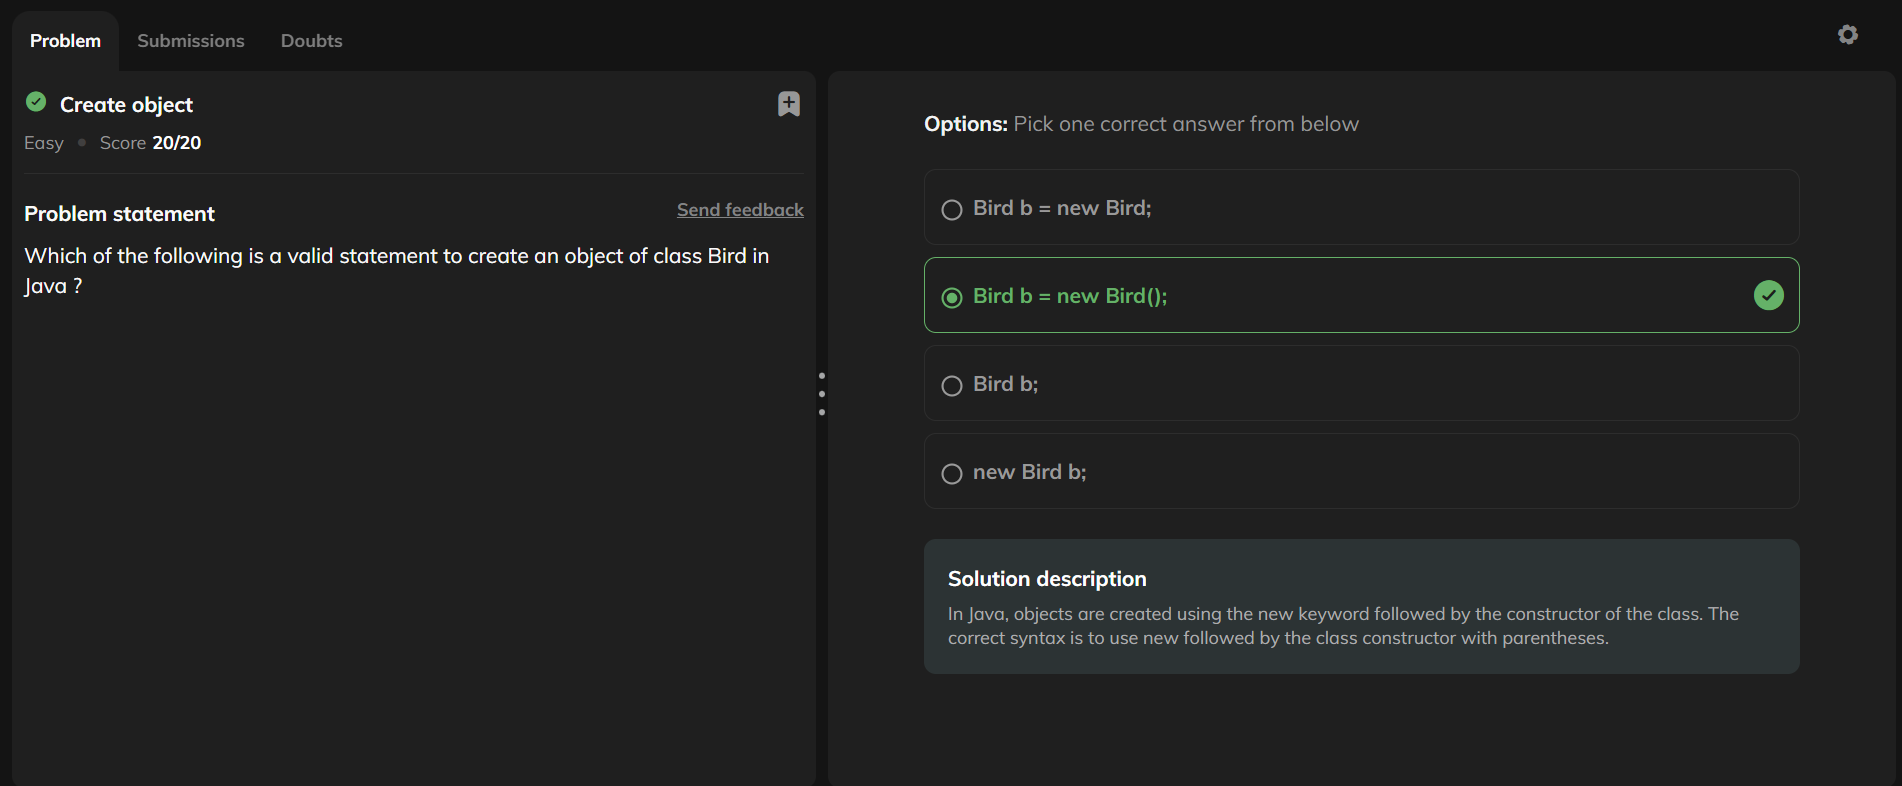 Problem
Submissions
Doubts
Create object
Easy • Score 20/20
Problem statement
Send feedback
Which of the following is a valid statement to create an object of class Bird in
Java ?
Options: Pick one correct answer from below
Bird b = new Bird;
Bird b = new Bird();
Bird b;
new Bird b;
Solution description
In Java, objects are created using the new keyword followed by the constructor of the class. The
correct syntax is to use new followed by the class constructor with parentheses.